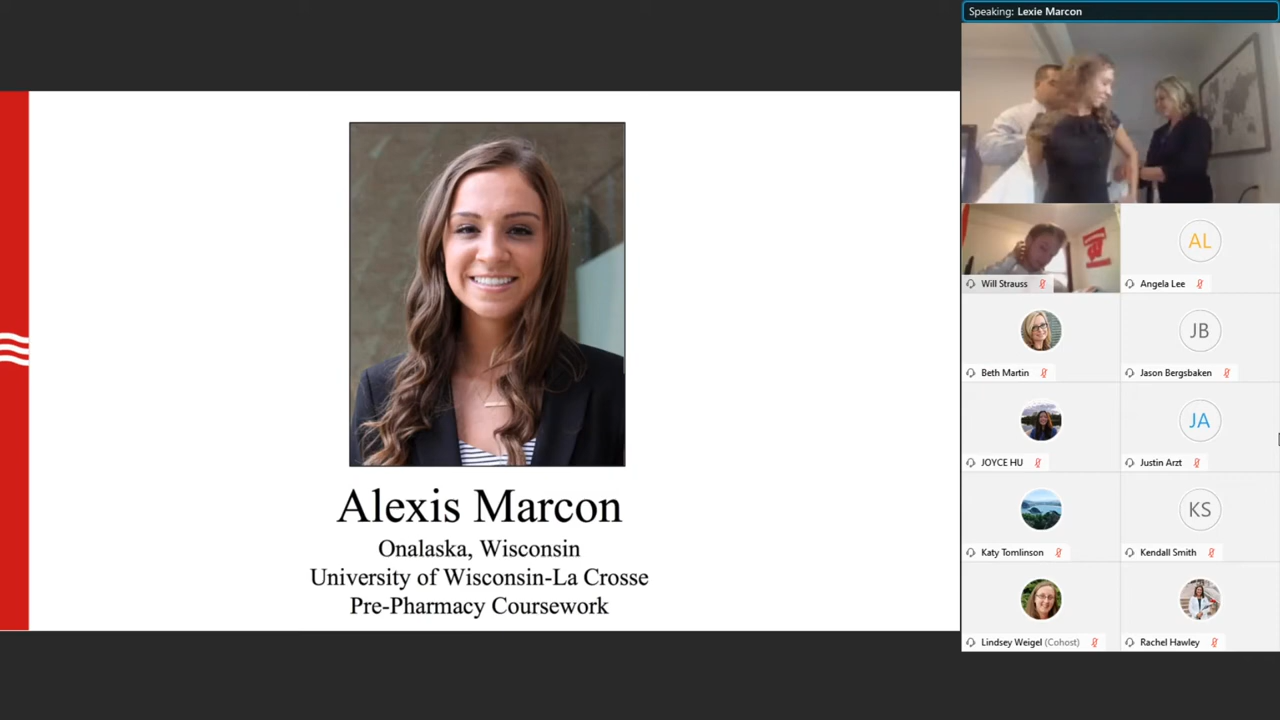 Speaking: Lexie Marcon
Alexis Marcon
Onalaska, Wisconsin
University of Wisconsin-La Crosse
Pre-Pharmacy Coursework
Will Strauss
AL
Angela Lee
Beth Martin
JB
Jason Bergsbaken
JOYCE HU
JA
Justin Arzt
Katy Tomlinson
KS
Kendall Smith
Lindsey Weigel (Cohost)
Rachel Hawley